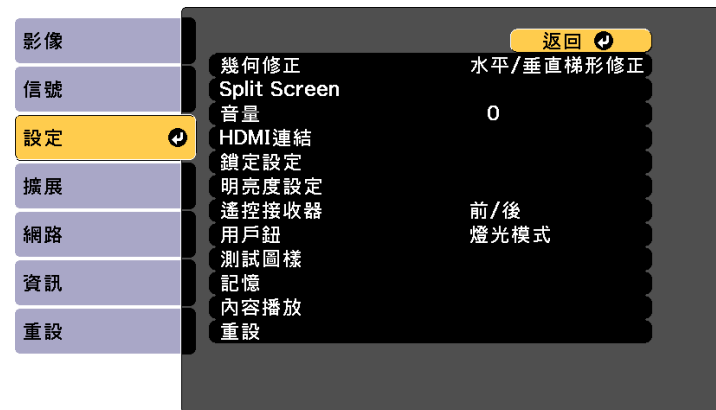 影像
信號
設定
擴展
網路
資訊
重設
返回
幾何修正 水平/垂直梯形修正
Split Screen
音量 0
HDMI連結
鎖定設定
明亮度設定
遙控接收器 前/後
用戶鈕 燈光模式
測試圖樣
記憶
內容播放
重設